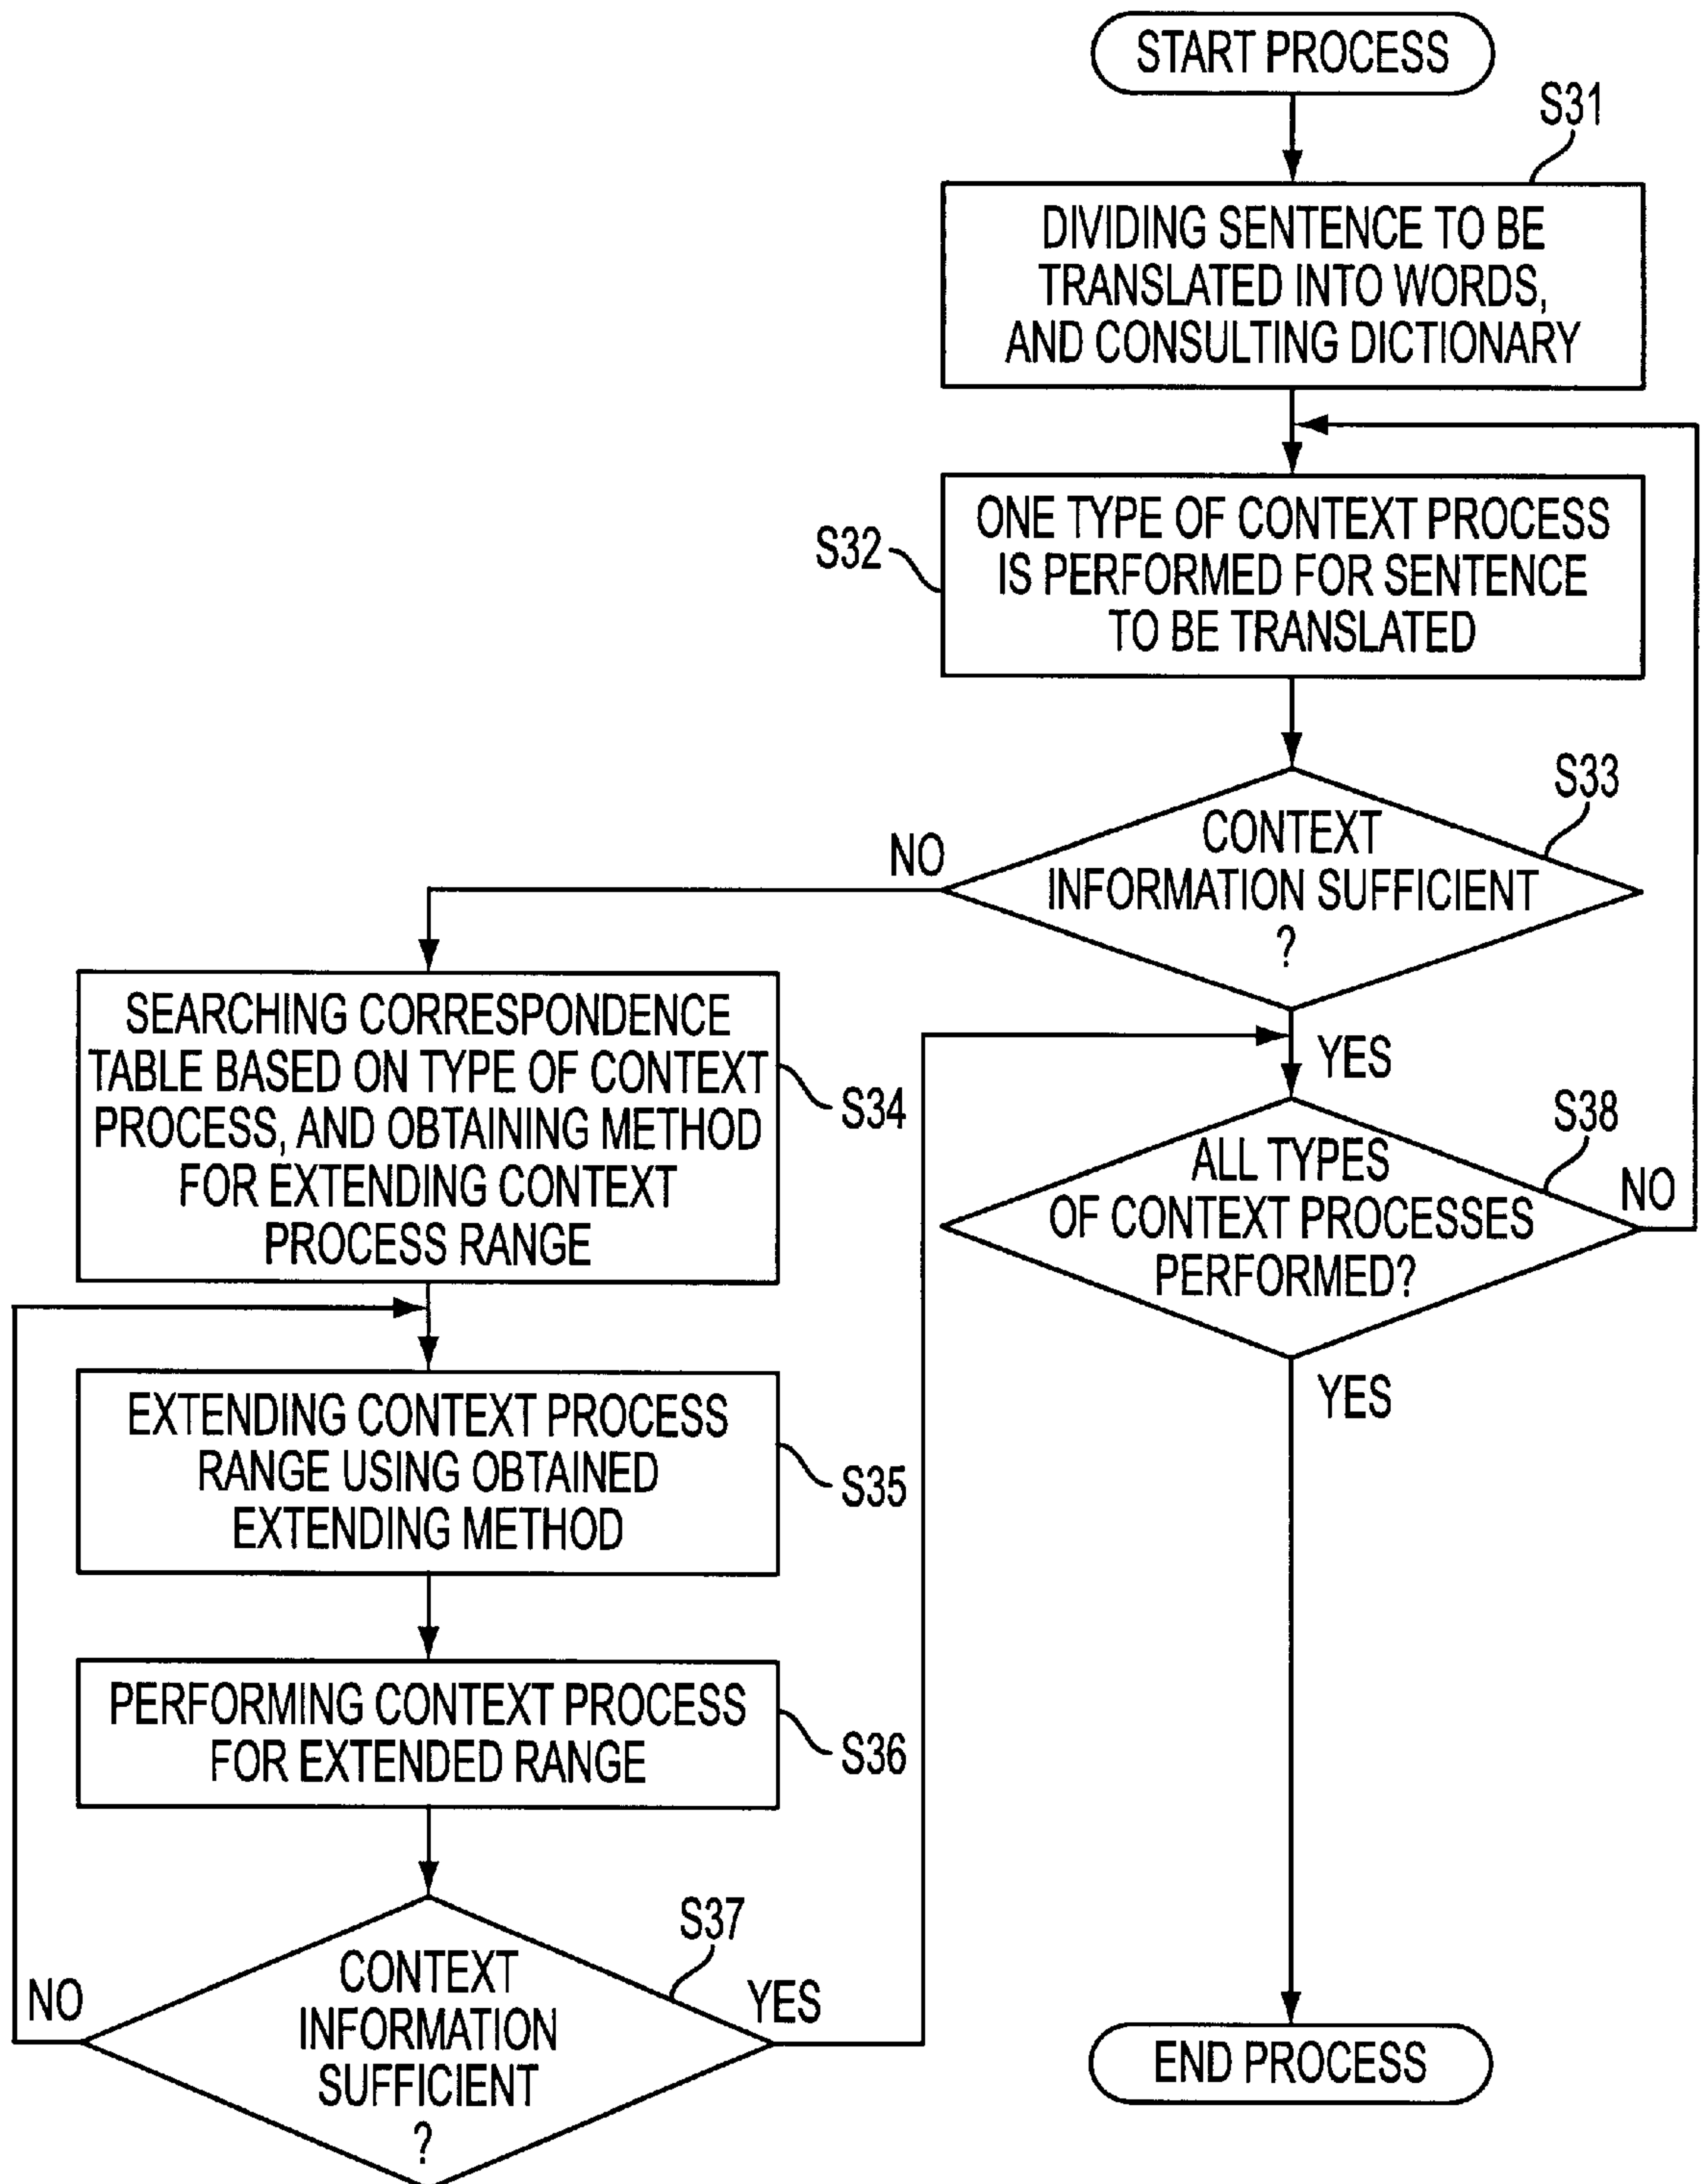 START PROCESS
S31
DIVIDING SENTENCE TO BE
TRANSLATED INTO WORDS,
AND CONSULTING DICTIONARY
S32
ONE TYPE OF CONTEXT PROCESS
IS PERFORMED FOR SENTENCE
TO BE TRANSLATED
S33
CONTEXT
INFORMATION SUFFICIENT
?
NO
YES
SEARCHING CORRESPONDENCE
TABLE BASED ON TYPE OF CONTEXT
PROCESS, AND OBTAINING METHOD
FOR EXTENDING CONTEXT
PROCESS RANGE
S34
S38
ALL TYPES
OF CONTEXT PROCESSES
PERFORMED?
NO
YES
EXTENDING CONTEXT PROCESS
RANGE USING OBTAINED
EXTENDING METHOD
S35
PERFORMING CONTEXT PROCESS
FOR EXTENDED RANGE
S36
S37
CONTEXT
INFORMATION
SUFFICIENT
?
NO
YES
END PROCESS